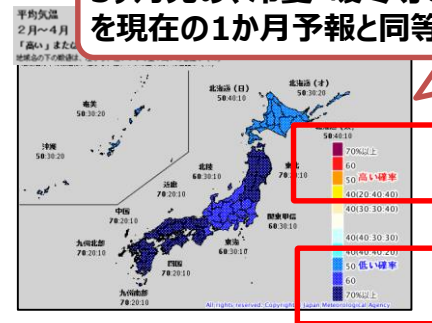 を現在の1か月予報と同等
平均気温
2月～4月
「高い」また
北海道（日）
50:40:10
北海道（オ）
50:30:20
奄美
50:30:20
沖縄
50:30:20
北陸
60:30:10
東北
70:20:10
近畿
70:20:10
中国
70:20:10
関東甲信
60:30:10
東海
60:30:10
四国
70:20:10
九州北部
70:20:10
九州南部
70:20:10
70%以上
60
50 高い確率
40(20:40:40)
40(30:30:40)
40(40:30:30)
40(40:40:20)
50 低い確率
60
70%以上
All rights reserved. Copyright © Japan Meteorological Agency